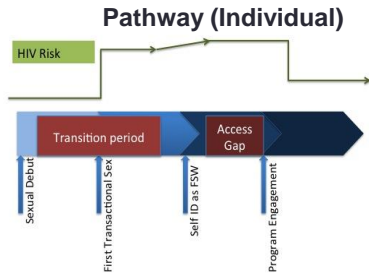 Pathway (Individual)
HIV Risk
Transition period
Access
Gap
Sexual Debut
First Transactional Sex
Self ID as FSW
Program Engagement